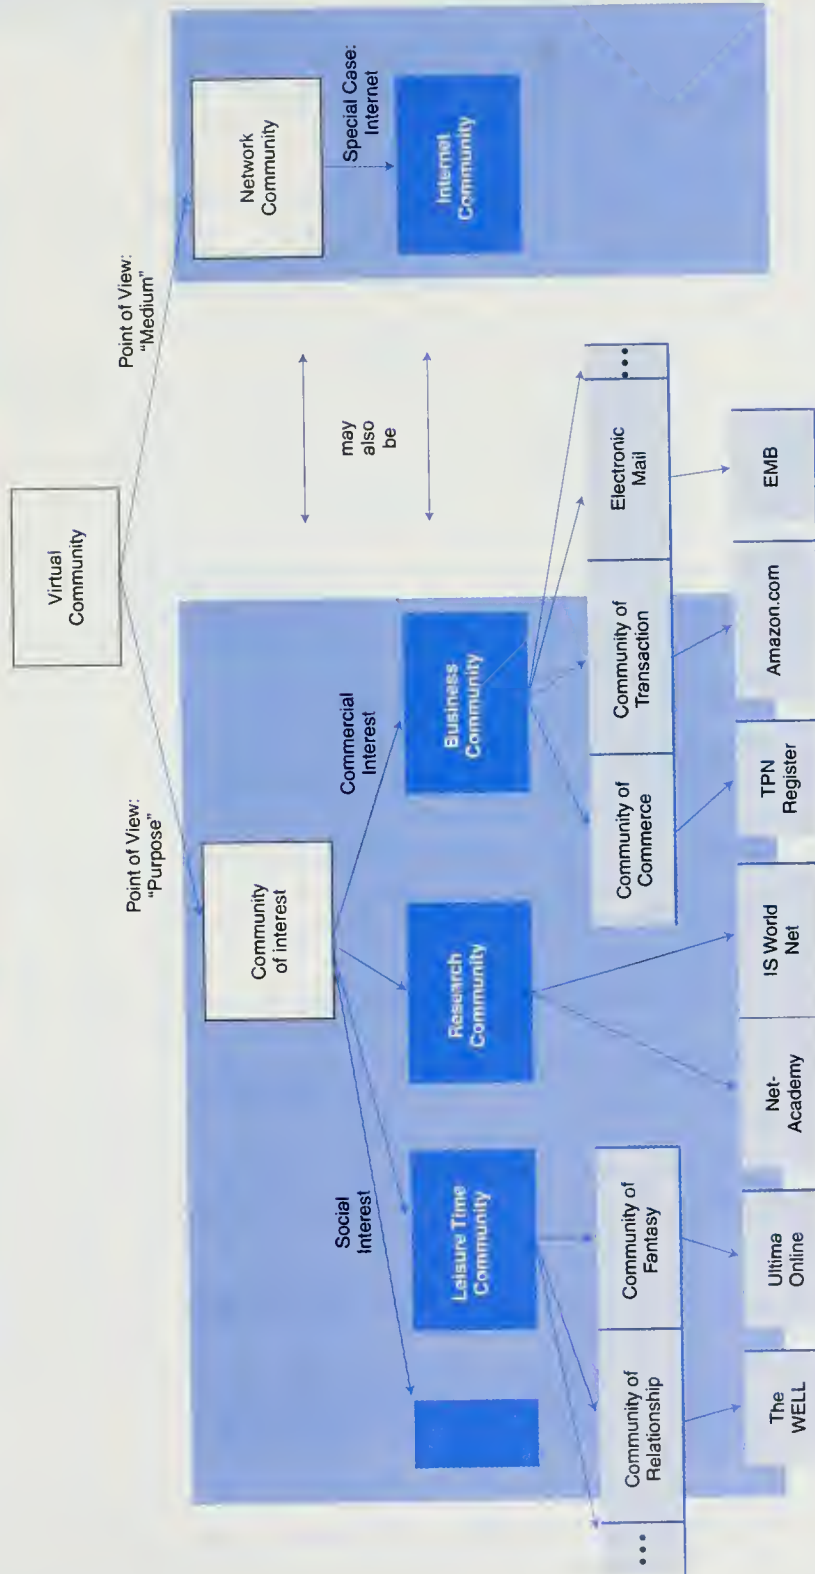 Virtual
Community
Point of View:
"Purpose"
Point of View:
"Medium"
Community
of interest
Network
Community
Social
Interest
Commercial
Interest
may
also
be
Special Case:
Internet
Leisure Time
Community
Research
Community
Business
Community
Internet
Community
•••
Community of
Relationship
Community of
Fantasy
Community of
Commerce
Community of
Transaction
Electronic
Mail
•••
The
WELL
Ultima
Online
Net-
Academy
IS World
Net
TPN
Register
Amazon.com
EMB